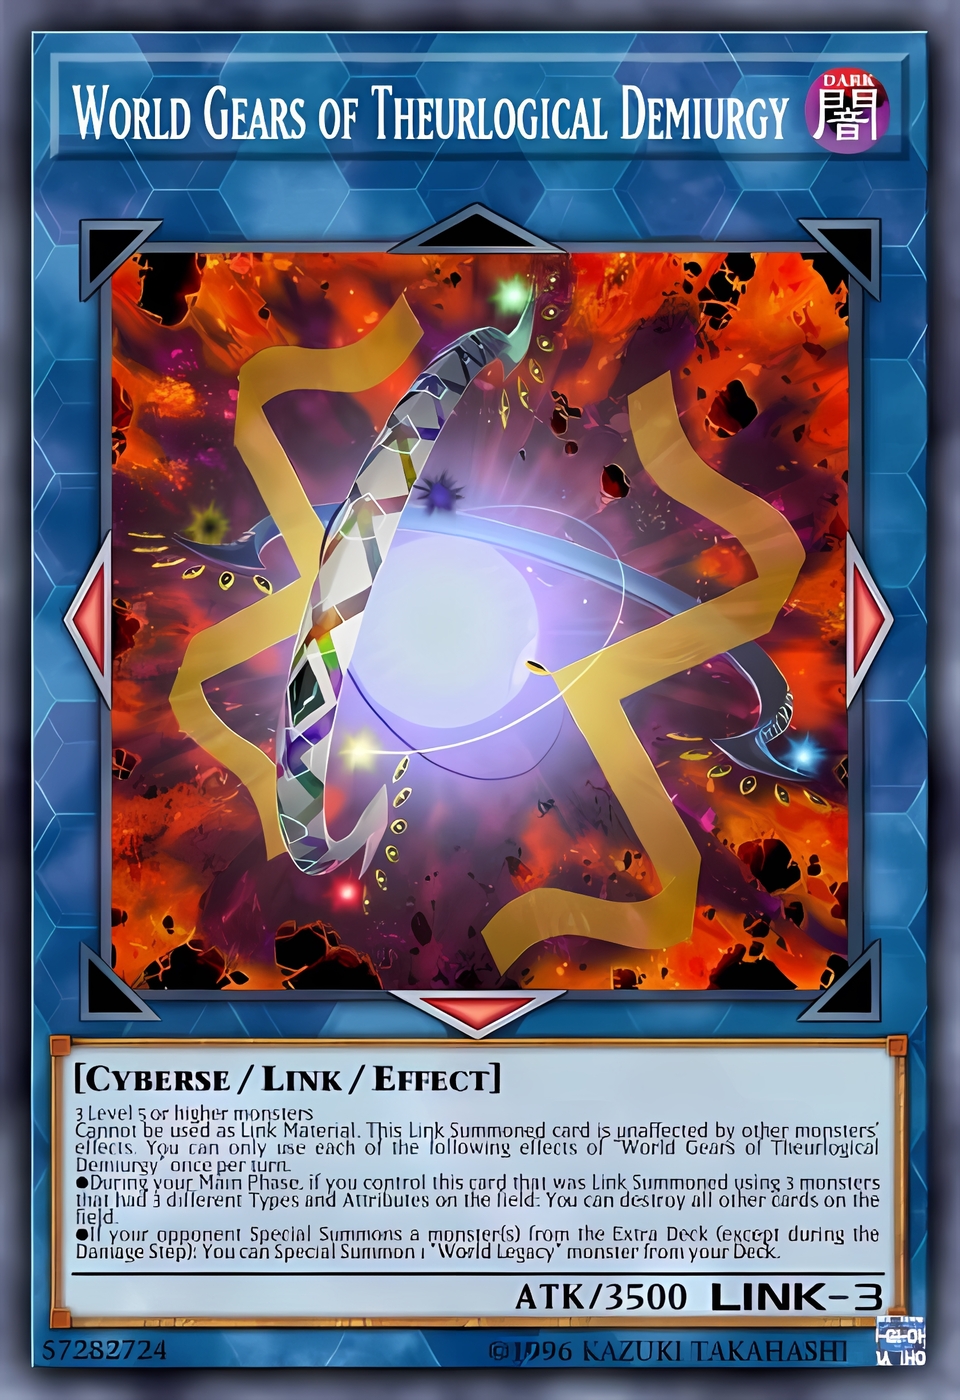 WORLD GEARS OF THEURLOGICAL DEMIURGY
DARK
闇
[CYBERSE / LINK / EFFECT]
3 Level 5 or higher monsters
Cannot be used as Link Material. This Link Summoned card is unaffected by other monsters'
effects. You can only use each of the following effects of "World Gears of Theurlogical
Demiurgy" once per turn.
●During your Main Phase, if you control this card that was Link Summoned using 3 monsters
that had 3 different Types and Attributes on the field: You can destroy all other cards on the
field.
●If your opponent Special Summons a monster(s) from the Extra Deck (except during the
Damage Step): You can Special Summon 1 "World Legacy" monster from your Deck.
ATK/3500 LINK-3
57282724
©1996 KAZUKI TAKAHASHI